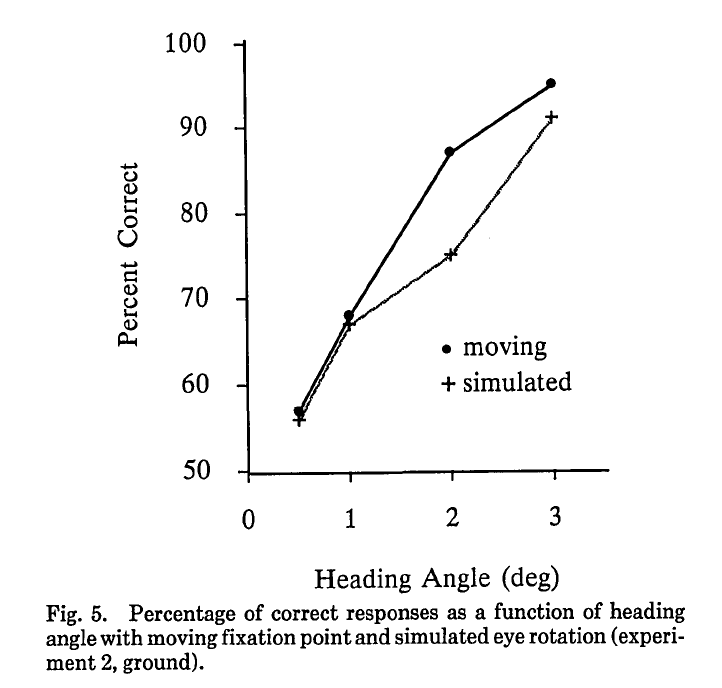 100
90
80
70
60
50
Percent Correct
moving
simulated
0 1 2 3
Heading Angle (deg)
Fig. 5. Percentage of correct responses as a function of heading
angle with moving fixation point and simulated eye rotation (experi-
ment 2, ground).